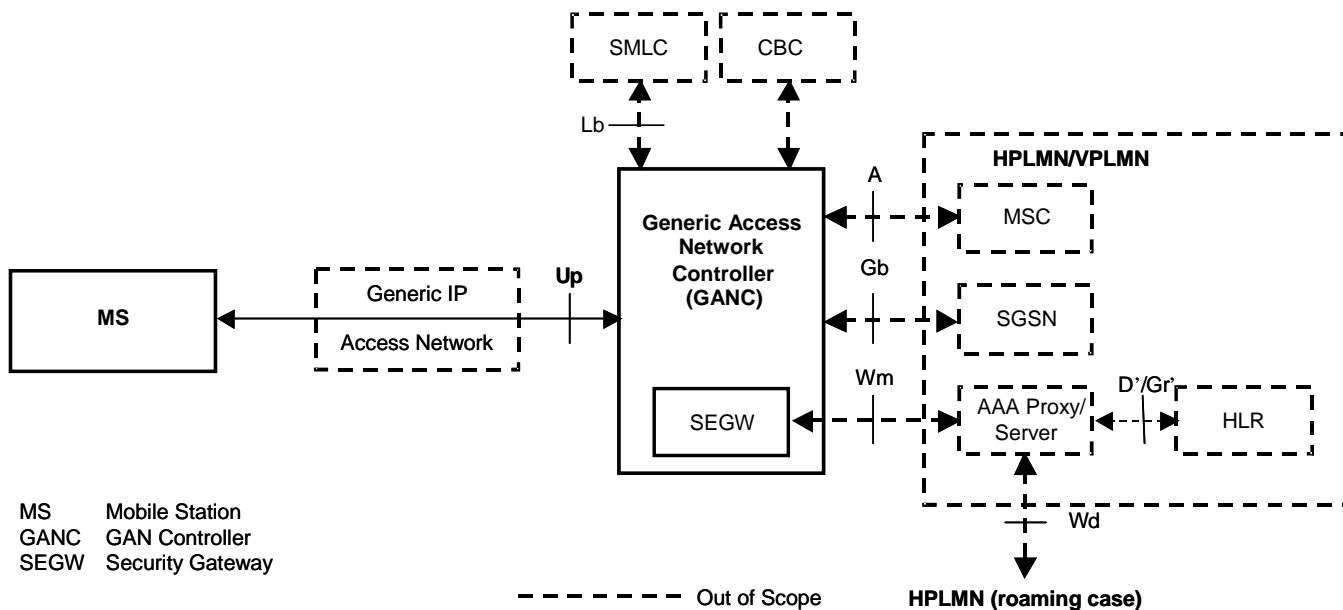 SMLC
CBC
Lb
HPLMN/VPLMN
A
MSC
Generic Access
Network
Controller
(GANC)
Gb
Up
Generic IP
MS
SGSN
Access Network
Wm
D’/Gr’
SEGW
AAA Proxy/
Server
HLR
MS Mobile Station
GANC GAN Controller
SEGW Security Gateway
Wd
Out of Scope
HPLMN (roaming case)